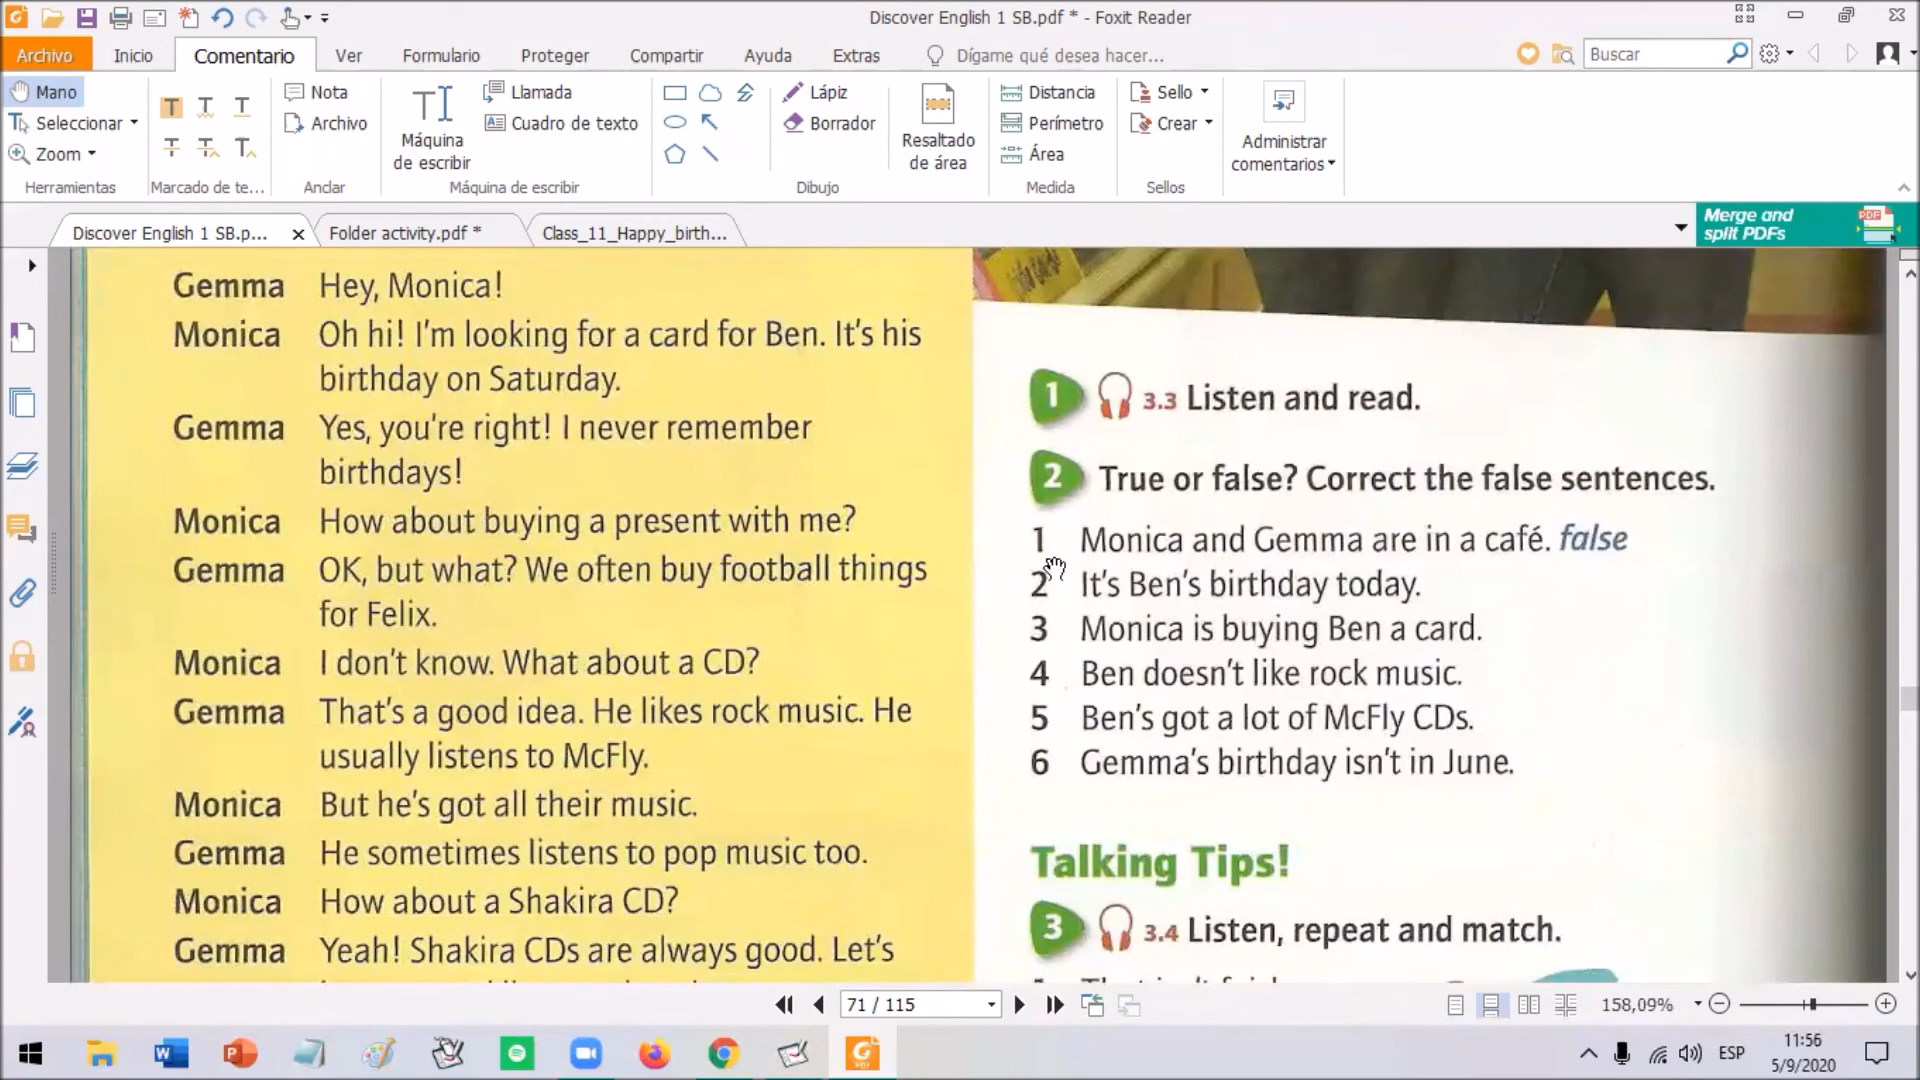 Discover English 1 SB.pdf * - Foxit Reader
Archivo Inicio Comentario Ver Formulario Proteger Compartir Ayuda Extras Dígame qué desea hacer... Buscar
Mano
Seleccionar
Zoom
Herramientas
Marcado de te...
Nota
Archivo
Anclar
Máquina
de escribir
Llamada
Cuadro de texto
Máquina de escribir
Lápiz
Borrador
Dibujo
Resaltado
de área
Distancia
Perímetro
Área
Medida
Sello
Crear
Sellos
Administrar
comentarios
Discover English 1 SB.p... Folder activity.pdf * Class_11_Happy_birth...
Merge and
split PDFs
PDF
Gemma Hey, Monica!
Monica Oh hi! I'm looking for a card for Ben. It's his
birthday on Saturday.
Gemma Yes, you're right! I never remember
birthdays!
Monica How about buying a present with me?
Gemma OK, but what? We often buy football things
for Felix.
Monica I don't know. What about a CD?
Gemma That's a good idea. He likes rock music. He
usually listens to McFly.
Monica But he's got all their music.
Gemma He sometimes listens to pop music too.
Monica How about a Shakira CD?
Gemma Yeah! Shakira CDs are always good. Let's
1 3.3 Listen and read.
2 True or false? Correct the false sentences.
1 Monica and Gemma are in a café. false
2 It's Ben's birthday today.
3 Monica is buying Ben a card.
4 Ben doesn't like rock music.
5 Ben's got a lot of McFly CDs.
6 Gemma's birthday isn't in June.
Talking Tips!
3 3.4 Listen, repeat and match.
71 / 115
158,09%
ESP
11:56
5/9/2020